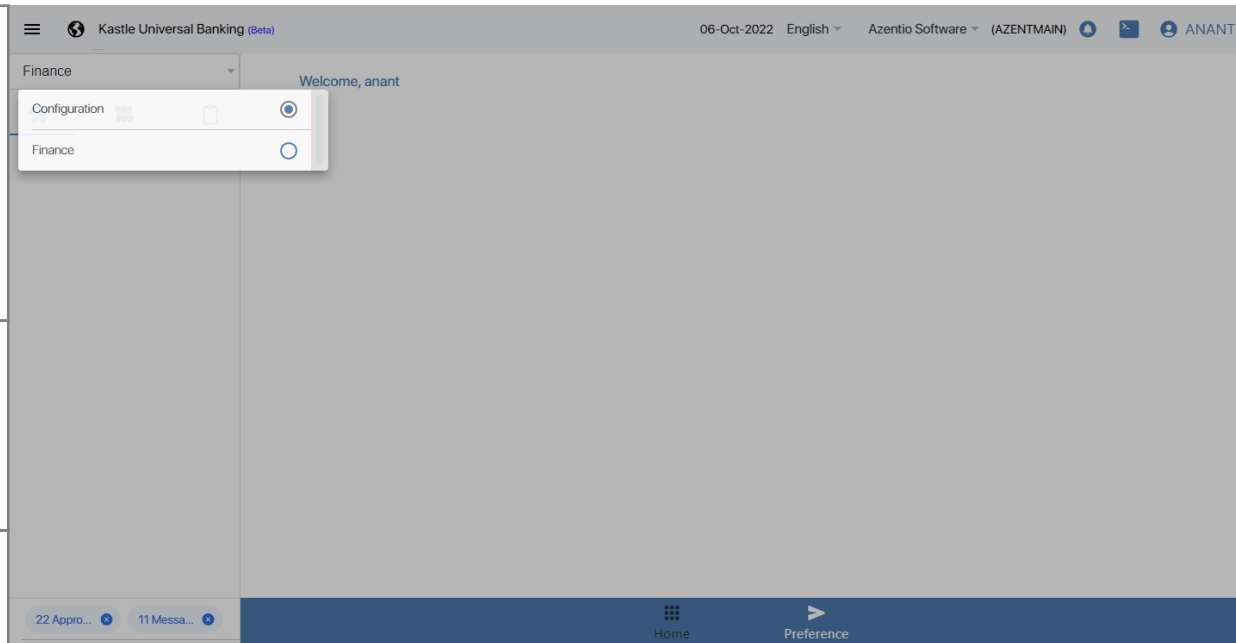 Kastle Universal Banking (Beta) 06-Oct-2022 English Azentio Software (AZENTMAIN) ANANT
Finance
Welcome, anant
Configuration
Finance
22 Appro... 11 Messa...
Home Preference